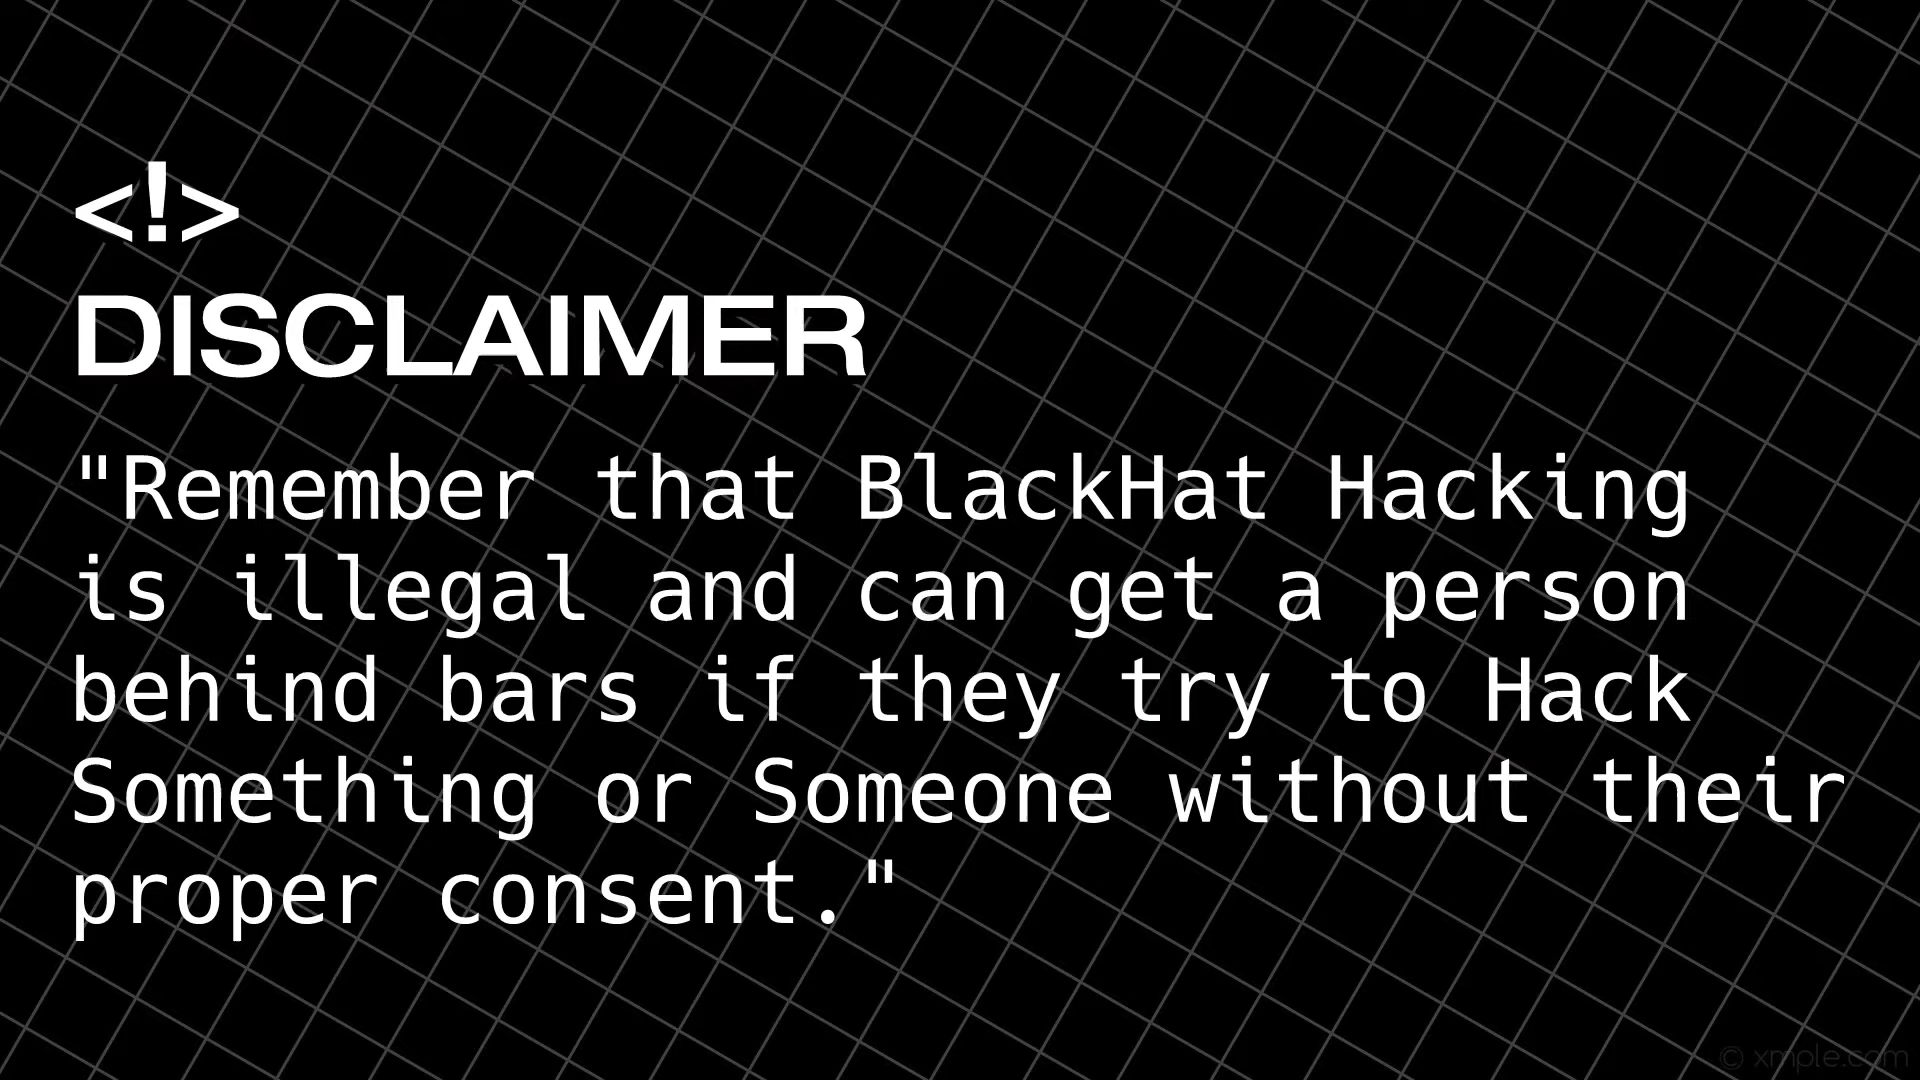 <!>
DISCLAIMER
"Remember that BlackHat Hacking
is illegal and can get a person
behind bars if they try to Hack
Something or Someone without their
proper consent."
© xmple.com